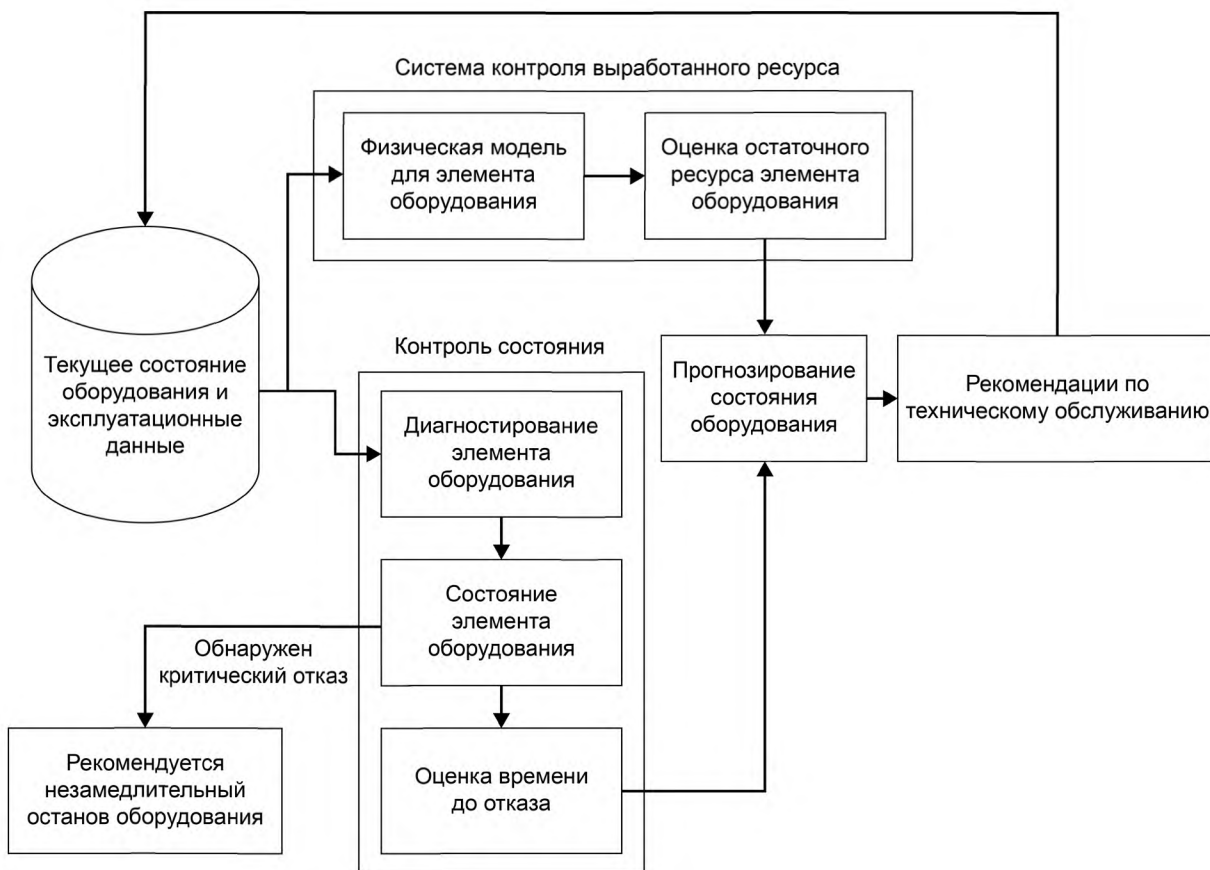 Система контроля выработанного ресурса
Физическая модель
для элемента
оборудования
Оценка остаточного
ресурса элемента
оборудования
Текущее состояние
оборудования и
эксплуатационные
данные
Контроль состояния
Диагностирование
элемента
оборудования
Прогнозирование
состояния
оборудования
Рекомендации по
техническому обслуживанию
Состояние
элемента
оборудования
Обнаружен
критический отказ
Рекомендуется
незамедлительный
останов оборудования
Оценка времени
до отказа